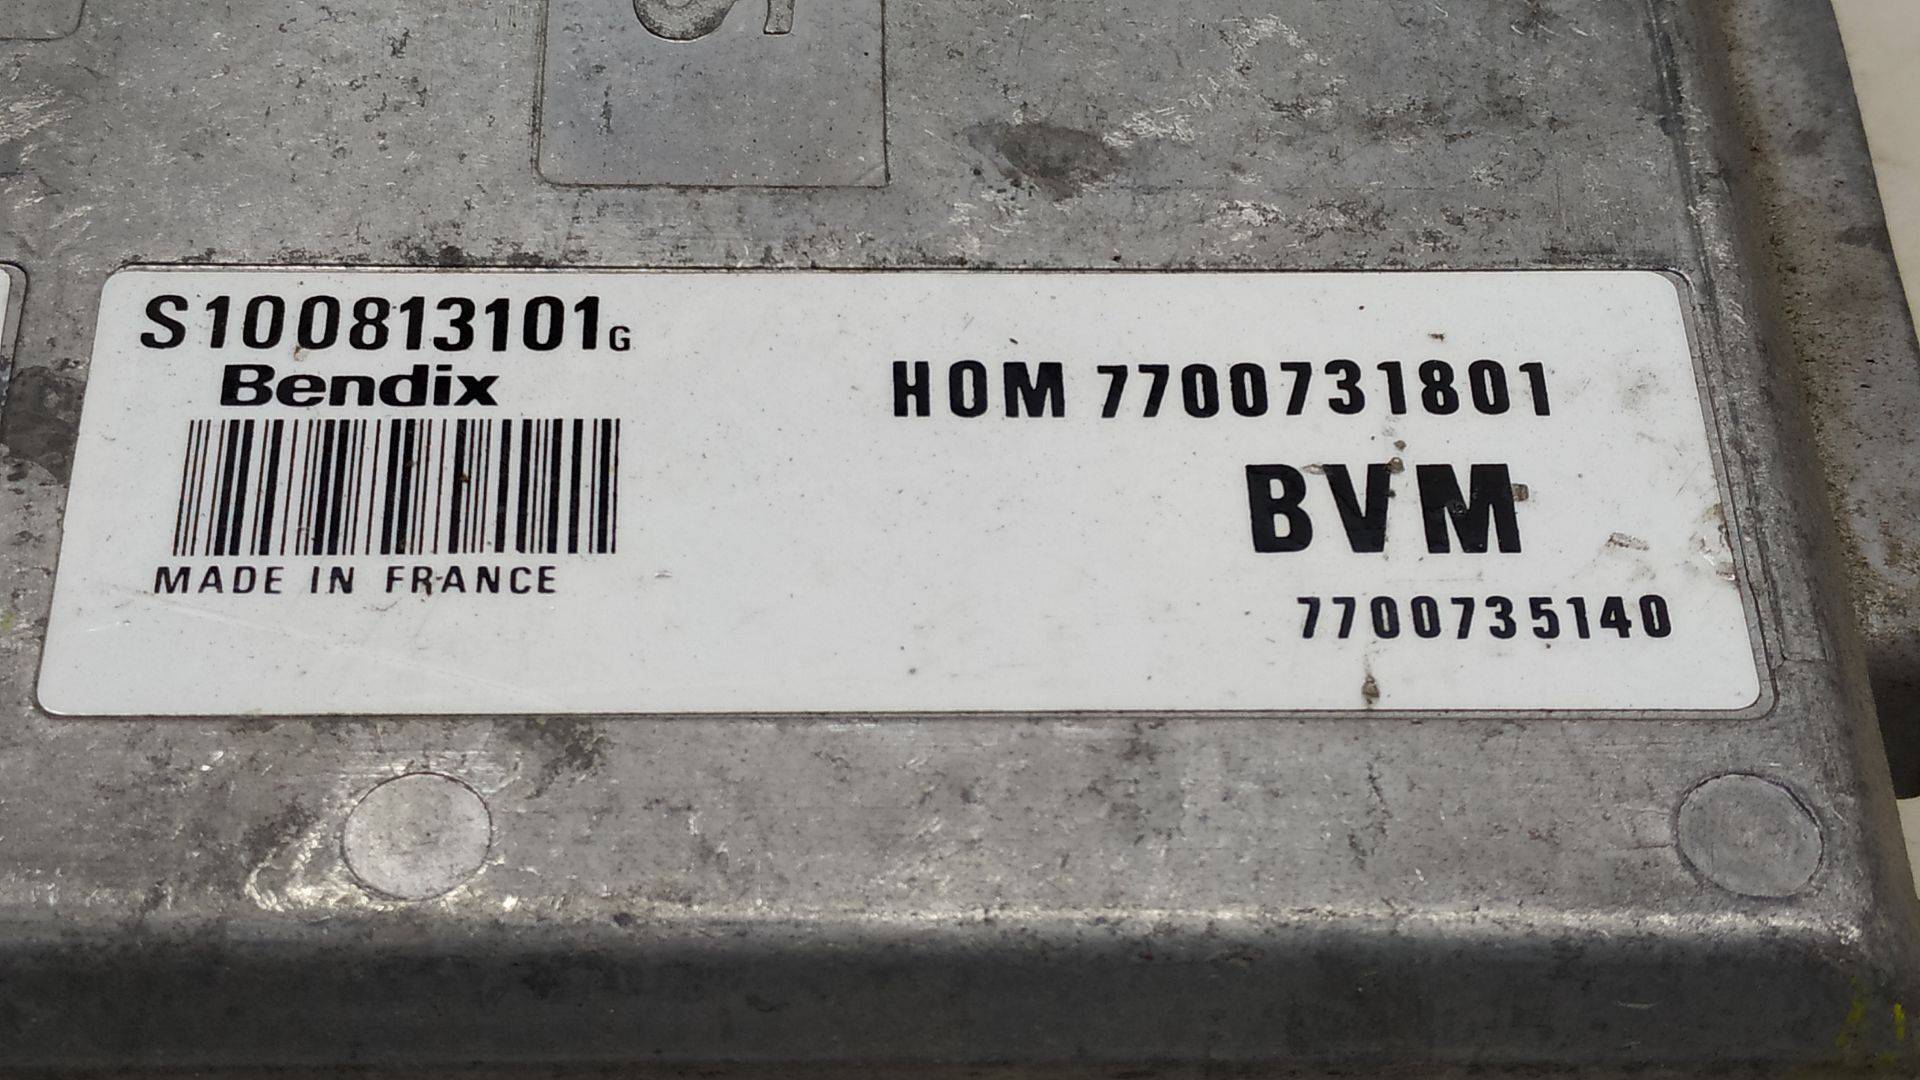 S100813101G
Bendix
MADE IN FRANCE
HOM 7700731801
BVM
7700735140